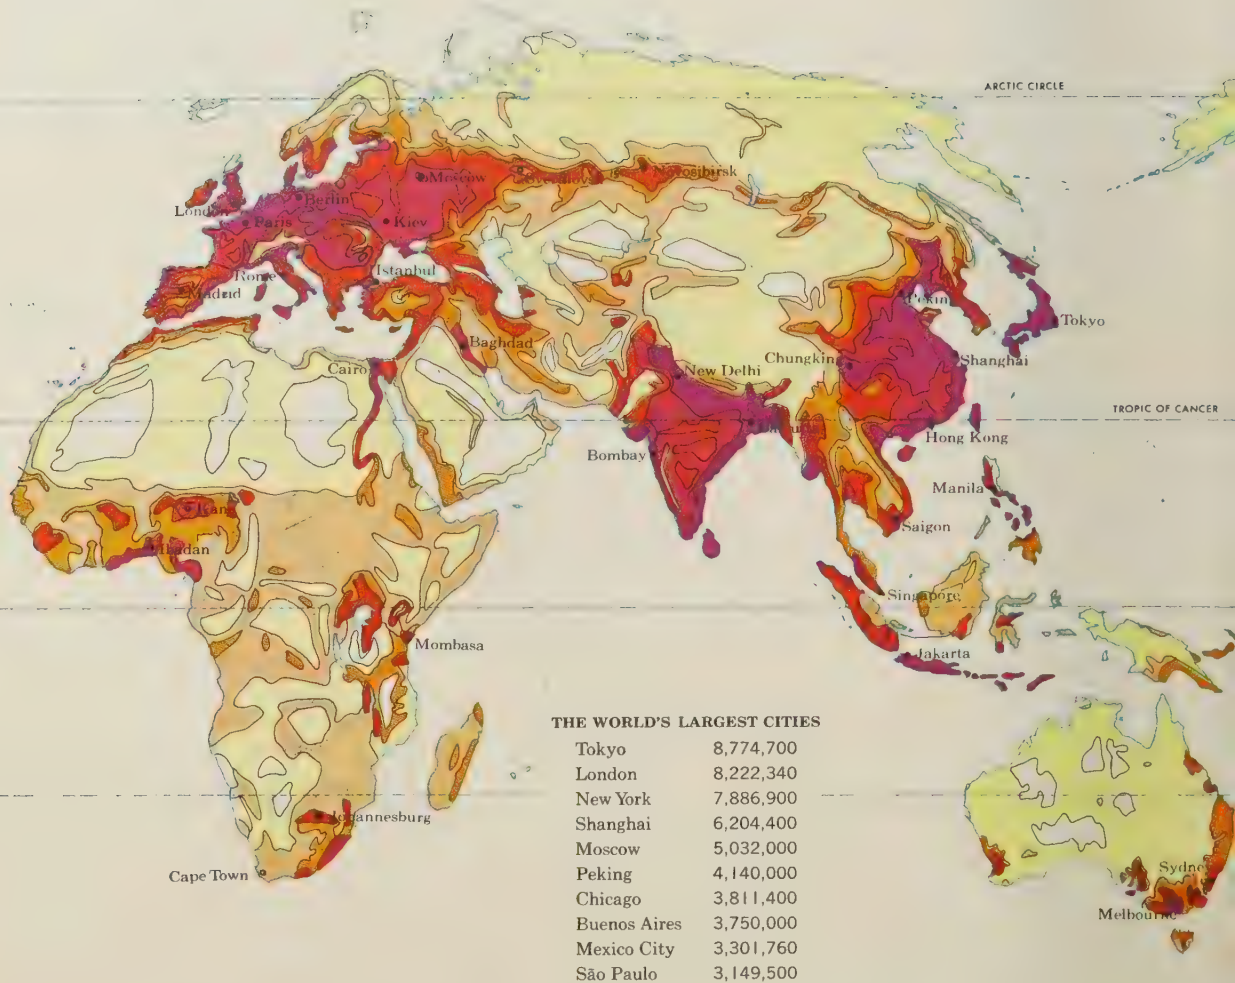 ARCTIC CIRCLE
Moscow
Novosibirsk
London
Berlin
Paris
Kiev
Rome
Istanbul
Madrid
Peking
Tokyo
Baghdad
Cairo
Chungking
Shanghai
New Delhi
TROPIC OF CANCER
Hong Kong
Bombay
Manila
Kano
Saigon
Ibadan
Singapore
Mombasa
Jakarta
THE WORLD'S LARGEST CITIES
Tokyo 8,774,700
London 8,222,340
New York 7,886,900
Shanghai 6,204,400
Moscow 5,032,000
Peking 4,140,000
Chicago 3,811,400
Buenos Aires 3,750,000
Mexico City 3,301,760
São Paulo 3,149,500
Johannesburg
Cape Town
Sydney
Melbourne